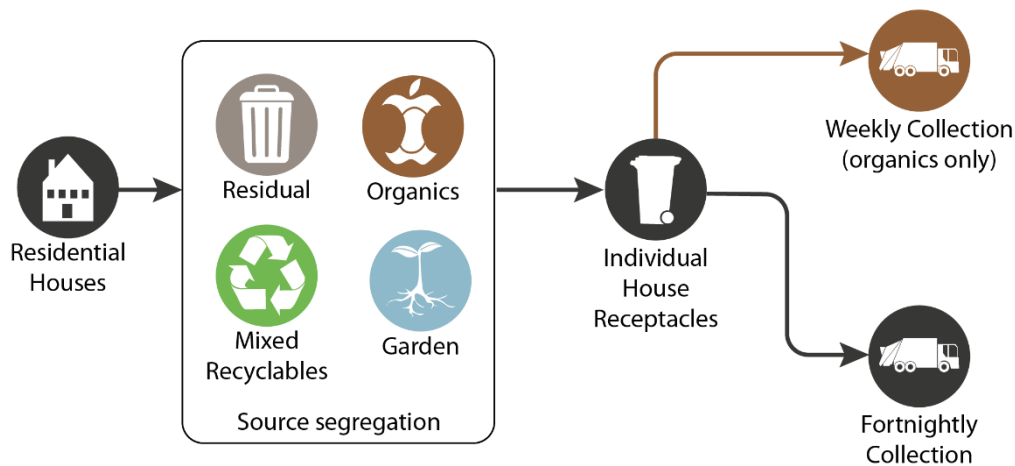 Residential
Houses
Residual
Organics
Mixed
Recyclables
Garden
Source segregation
Individual
House
Receptacles
Weekly Collection
(organics only)
Fortnightly
Collection